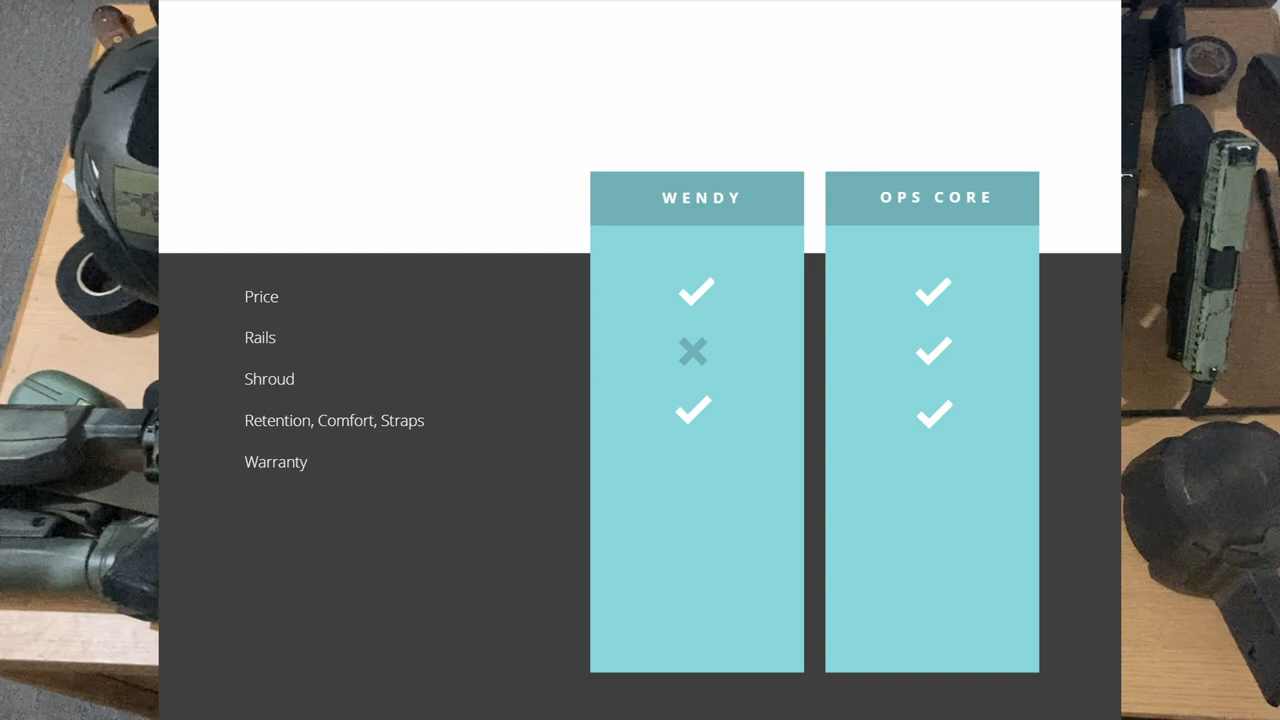 WENDY
OPS CORE
Price
Rails
Shroud
Retention, Comfort, Straps
Warranty